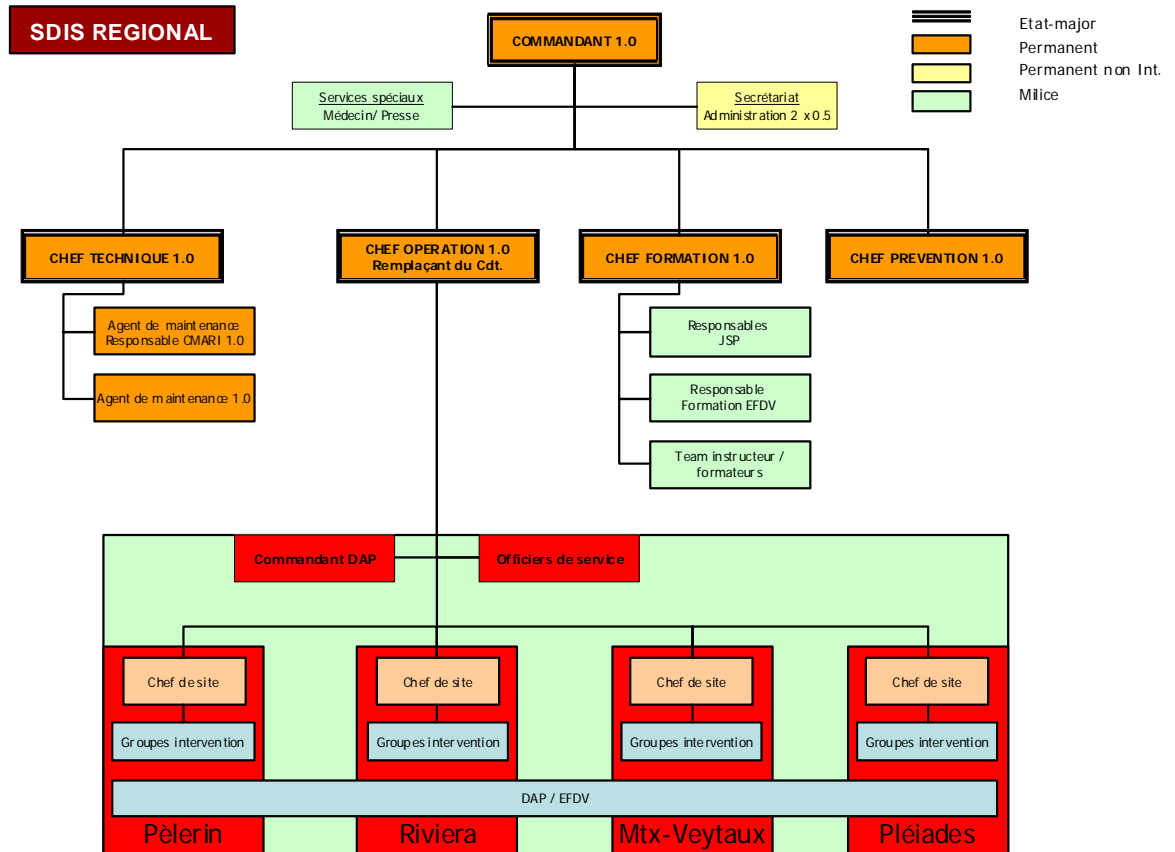 SDIS REGIONAL
COMMANDANT 1.0
Etat-major
Permanent
Permanent non Int.
Milice
Services spéciaux
Médecin/ Presse
Secrétariat
Administration 2 x 0.5
CHEF TECHNIQUE 1.0
CHEF OPERATION 1.0
Remplaçant du Cdt.
CHEF FORMATION 1.0
CHEF PREVENTION 1.0
Agent de maintenance
Responsable CMARI 1.0
Agent de maintenance 1.0
Responsables
JSP
Responsable
Formation EFDV
Team instructeur /
formateurs
Commandant DAP
Officiers de service
Chef de site
Chef de site
Chef de site
Chef de site
Groupes intervention
Groupes intervention
Groupes intervention
Groupes intervention
DAP / EFDV
Pèlerin
Riviera
Mtx-Veytaux
Pléiades